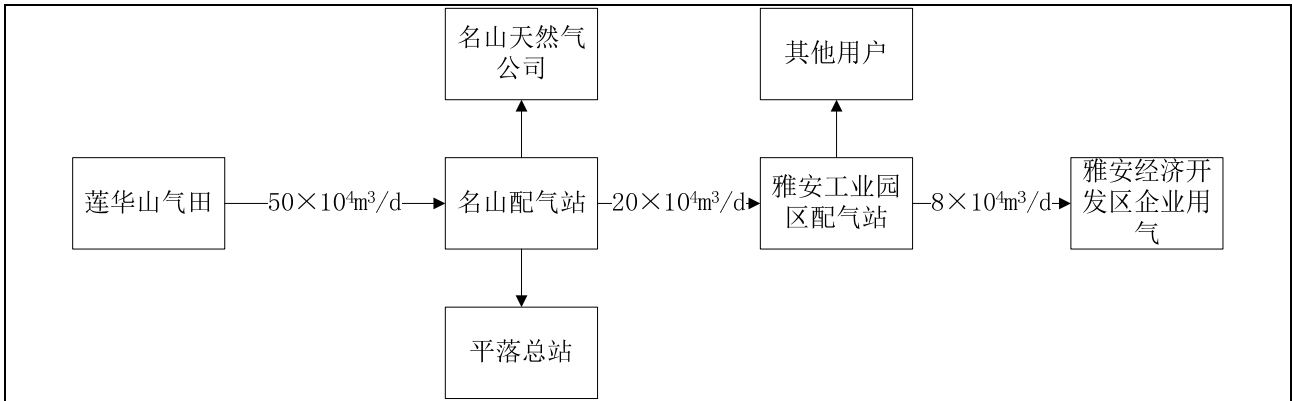 名山天然气
公司
其他用户
莲华山气田
50×10⁴m³/d
名山配气站
20×10⁴m³/d
雅安工业园
区配气站
8×10⁴m³/d
雅安经济开
发区企业用
气
平落总站